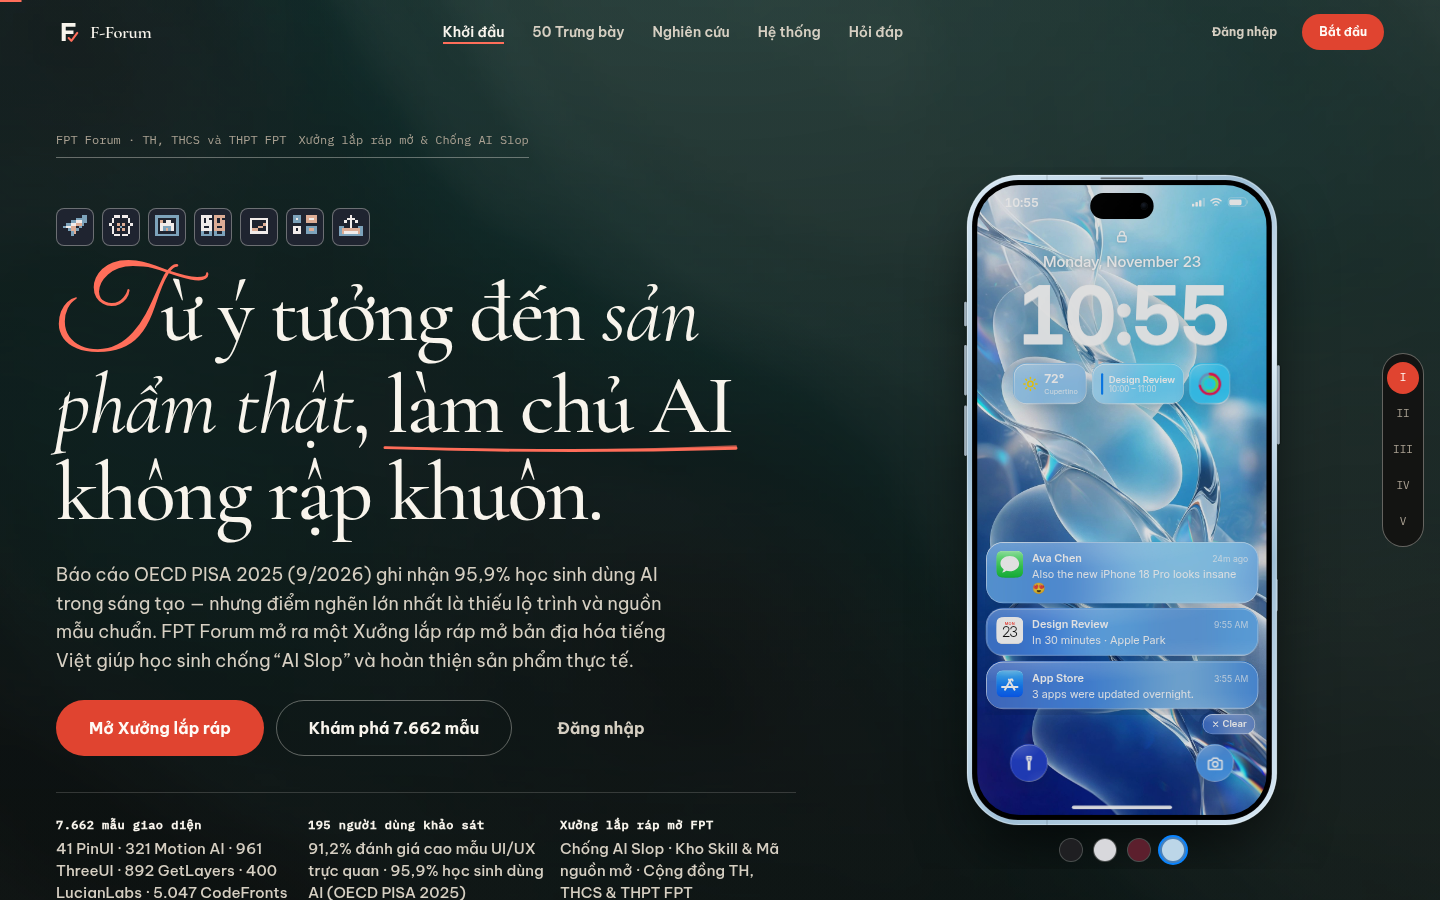 F-Forum
Khởi đầu
50 Trưng bày
Nghiên cứu
Hệ thống
Hỏi đáp
Đăng nhập
Bắt đầu
FPT Forum · TH, THCS và THPT FPT Xưởng lắp ráp mở & Chống AI Slop
Từ ý tưởng đến sản
phẩm thật, làm chủ AI
không rập khuôn.
Báo cáo OECD PISA 2025 (9/2026) ghi nhận 95,9% học sinh dùng AI
trong sáng tạo — nhưng điểm nghẽn lớn nhất là thiếu lộ trình và nguồn
mẫu chuẩn. FPT Forum mở ra một Xưởng lắp ráp mở bản địa hóa tiếng
Việt giúp học sinh chống “AI Slop” và hoàn thiện sản phẩm thực tế.
Mở Xưởng lắp ráp
Khám phá 7.662 mẫu
Đăng nhập
7.662 mẫu giao diện
41 PinUI · 321 Motion AI · 961
ThreeUI · 892 GetLayers · 400
LucianLabs · 5.047 CodeFronts
195 người dùng khảo sát
91,2% đánh giá cao mẫu UI/UX
trực quan · 95,9% học sinh dùng
AI (OECD PISA 2025)
Xưởng lắp ráp mở FPT
Chống AI Slop · Kho Skill & Mã
nguồn mở · Cộng đồng TH,
THCS & THPT FPT
10:55
Monday, November 23
10:55
72°
Cupertino
Design Review
10:00 – 11:00
Ava Chen
24m ago
Also the new iPhone 18 Pro looks insane
😍
MON
23
Design Review
9:55 AM
In 30 minutes · Apple Park
App Store
3:55 AM
3 apps were updated overnight.
× Clear
I
II
III
IV
V